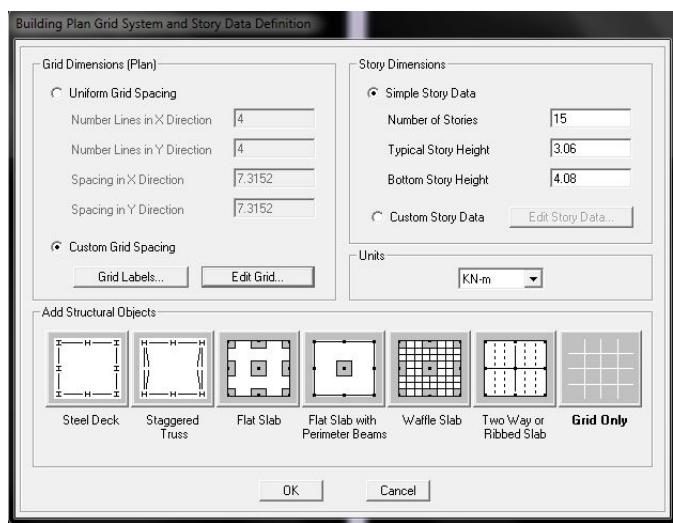 Building Plan Grid System and Story Data Definition
Grid Dimensions (Plan)
Uniform Grid Spacing
Number Lines in X Direction 4
Number Lines in Y Direction 4
Spacing in X Direction 7.3152
Spacing in Y Direction 7.3152
Custom Grid Spacing
Grid Labels... Edit Grid...
Story Dimensions
Simple Story Data
Number of Stories 15
Typical Story Height 3.06
Bottom Story Height 4.08
Custom Story Data Edit Story Data...
Units
KN-m
Add Structural Objects
Steel Deck
Staggered
Truss
Flat Slab
Flat Slab with
Perimeter Beams
Waffle Slab
Two Way or
Ribbed Slab
Grid Only
OK Cancel